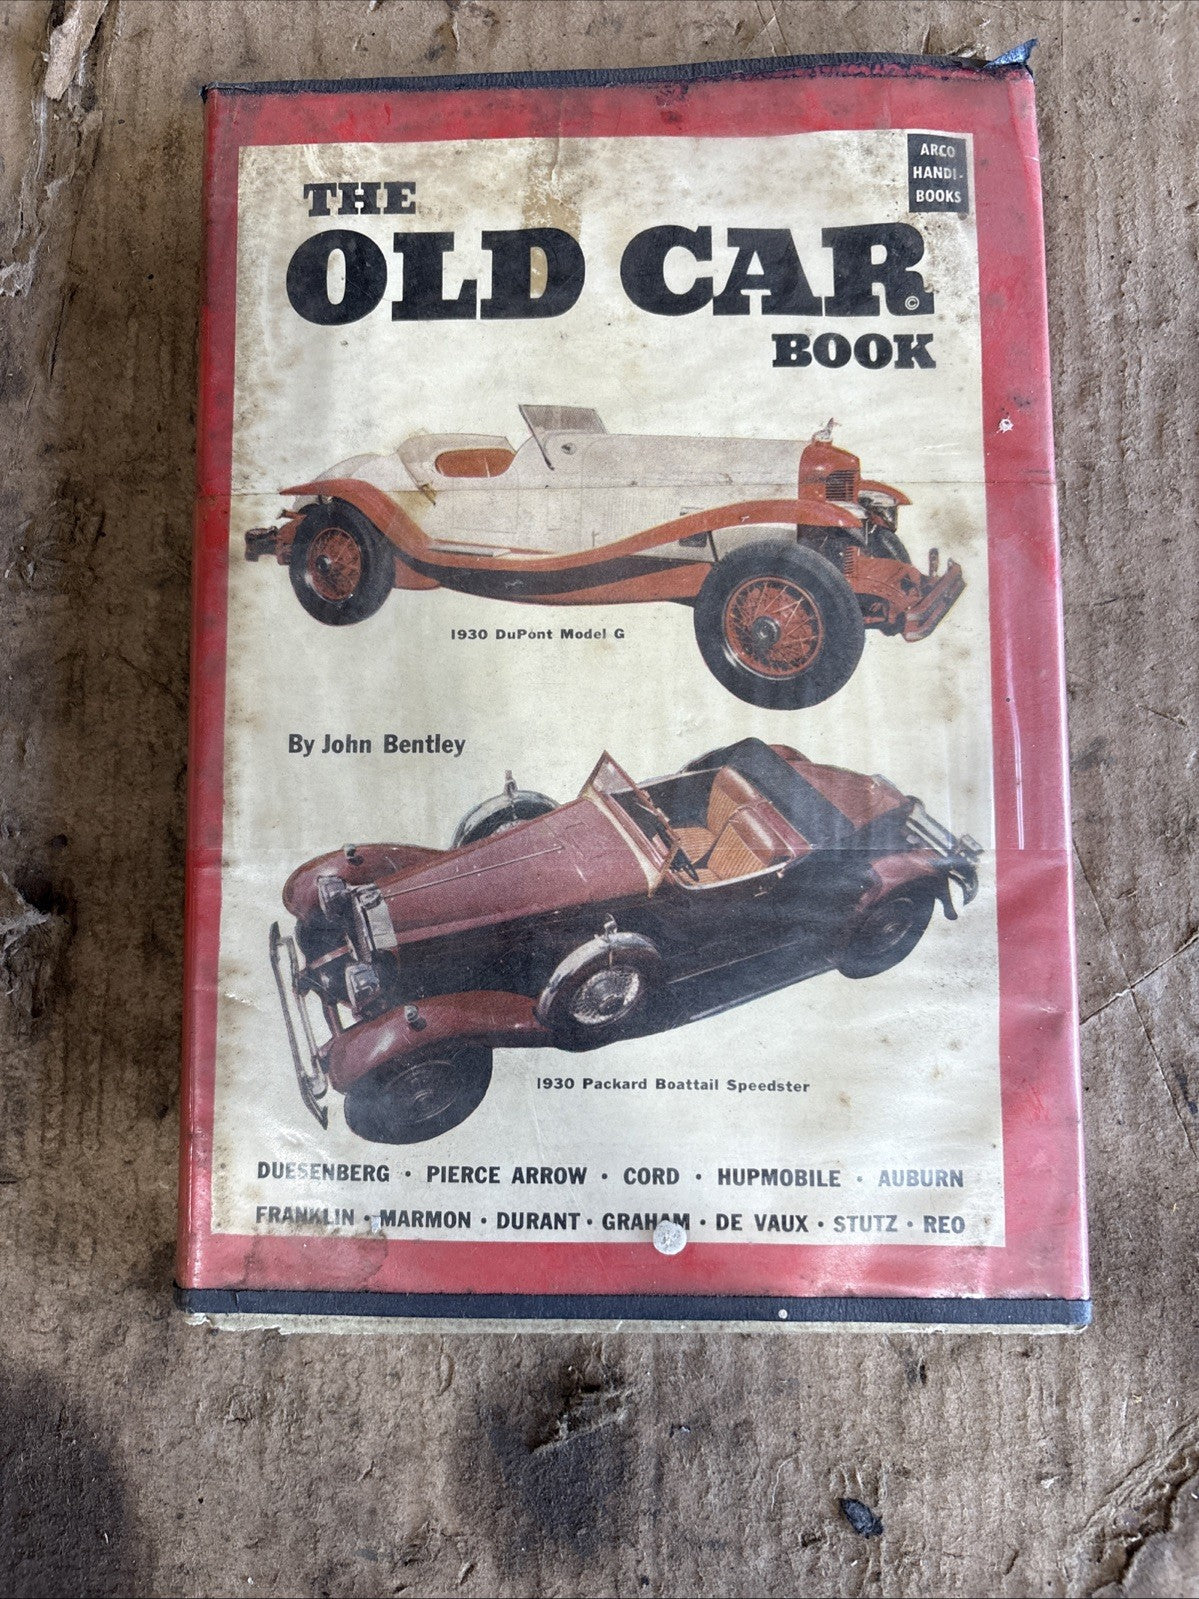 ARCO
HANDI-
BOOKS
THE
OLD CAR ©
BOOK
1930 DuPont Model G
By John Bentley
1930 Packard Boattail Speedster
DUESENBERG • PIERCE ARROW • CORD • HUPMOBILE • AUBURN
FRANKLIN • MARMON • DURANT • GRAHAM • DE VAUX • STUTZ • REO